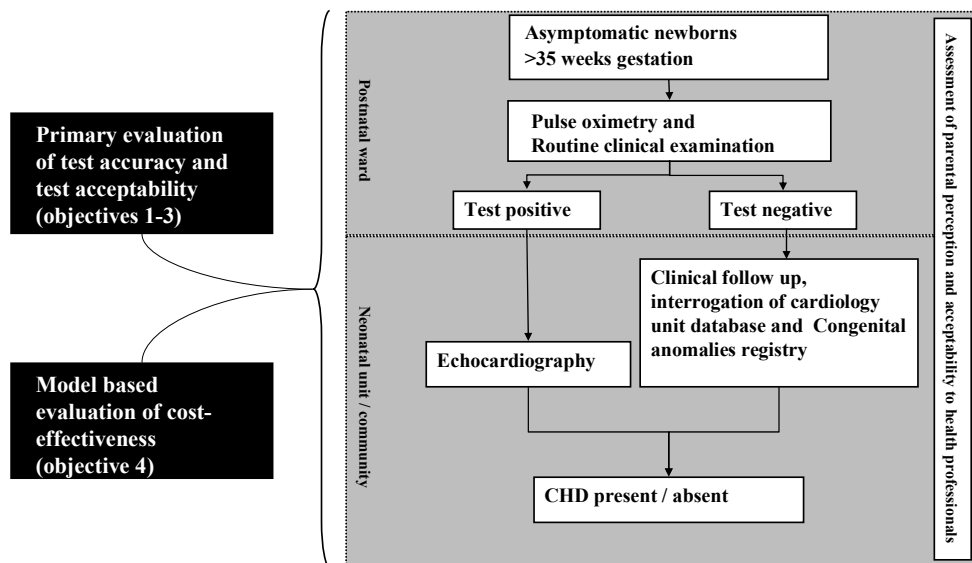 Primary evaluation
of test accuracy and
test acceptability
(objectives 1-3)
Model based
evaluation of cost-
effectiveness
(objective 4)
Postnatal ward
Asymptomatic newborns
>35 weeks gestation
Pulse oximetry and
Routine clinical examination
Test positive
Test negative
Neonatal unit / community
Clinical follow up,
interrogation of cardiology
unit database and Congenital
anomalies registry
Echocardiography
CHD present / absent
Assessment of parental perception and acceptability to health professionals